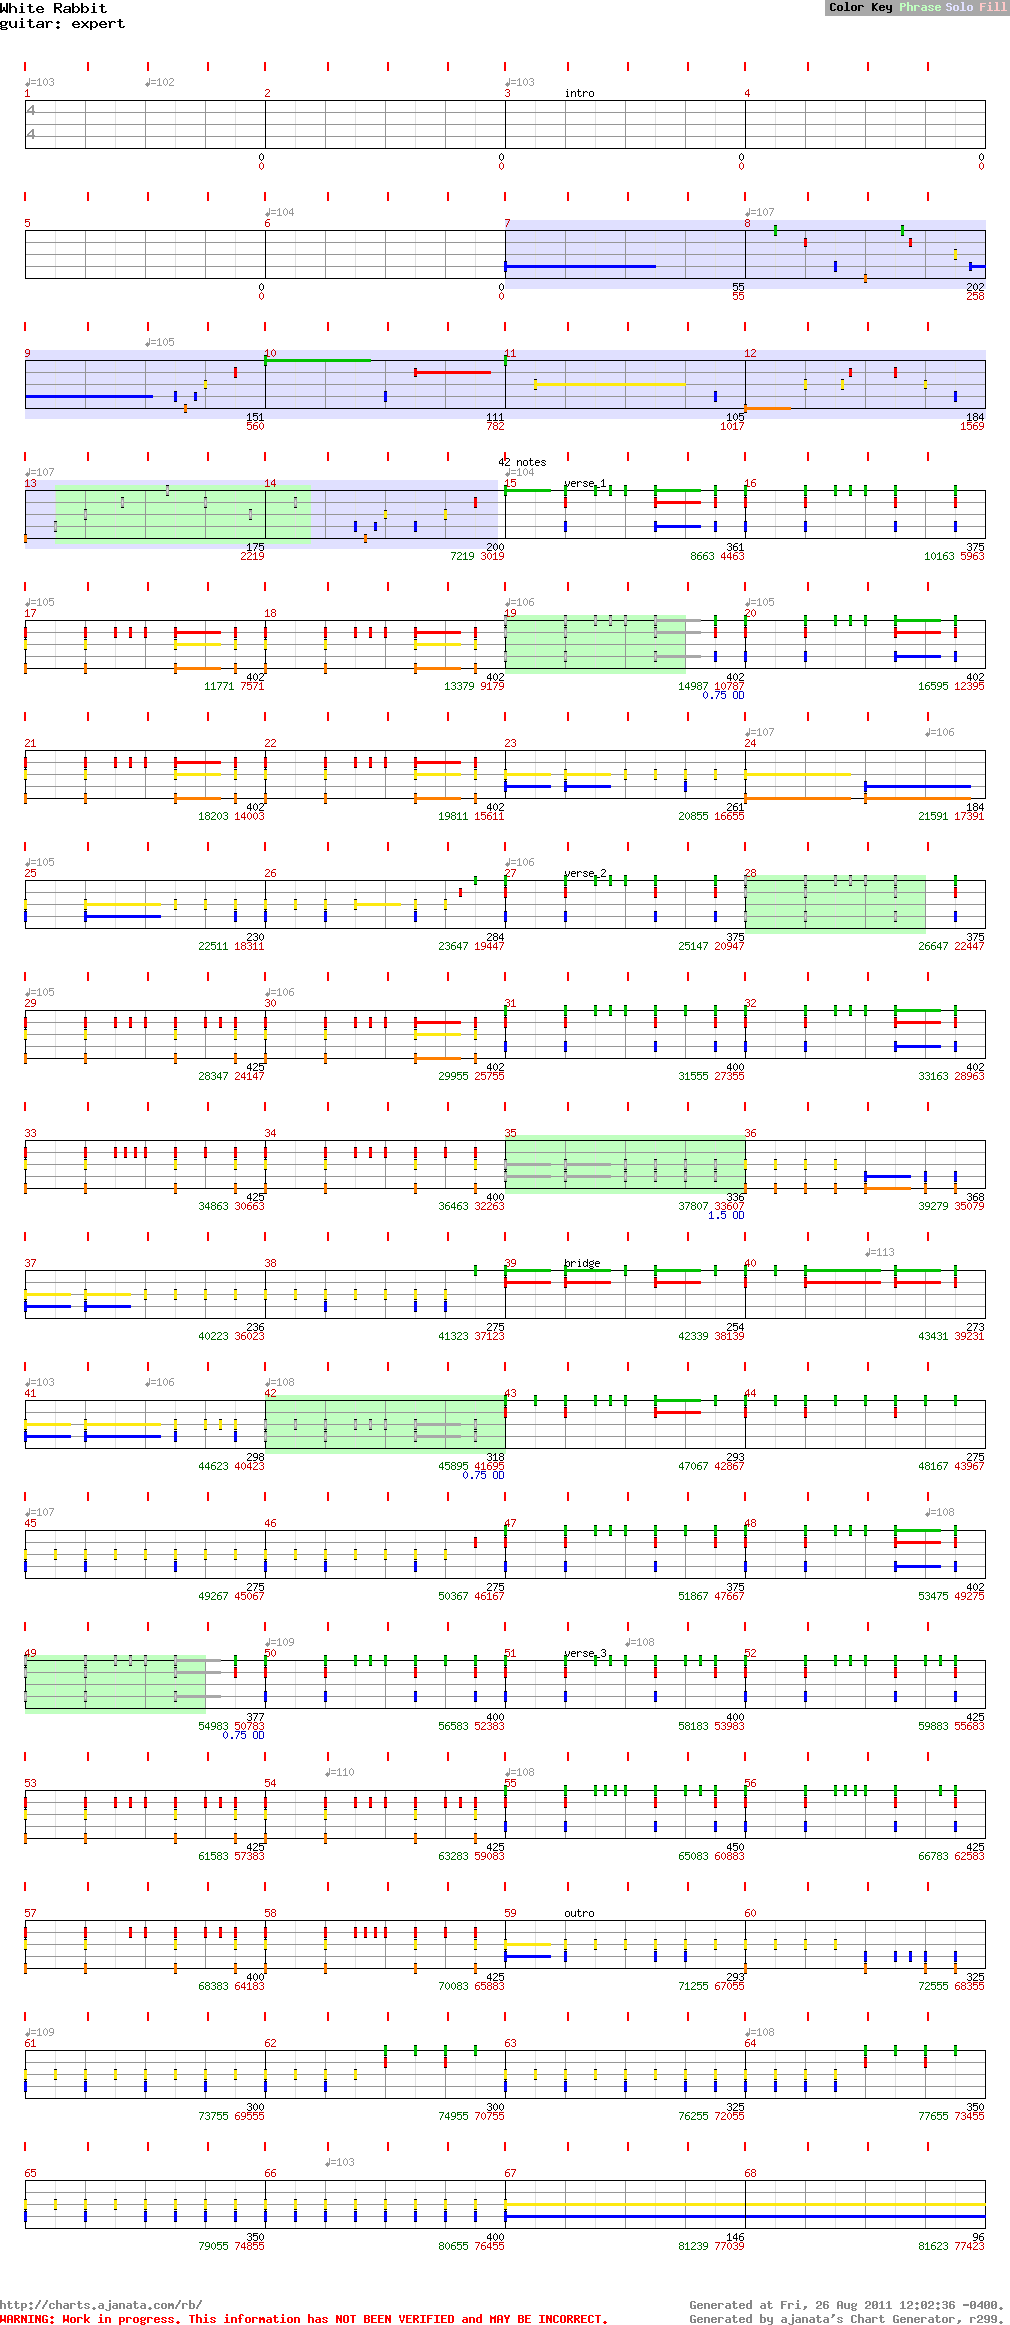 White Rabbit
guitar: expert
Color Key Phrase Solo Fill
♩=103 ♩=102 ♩=103
1 2 3 intro 4
4
4
0 0 0 0
0 0 0 0
♩=104 ♩=107
5 6 7 8
0 0 55 202
0 0 55 258
♩=105
9 10 11 12
151 111 105 184
560 782 1017 1569
42 notes
♩=107 ♩=104
13 14 15 verse_1 16
175 200 361 375
2219 7219 3019 8663 4463 10163 5963
♩=105 ♩=106 ♩=105
17 18 19 20
402 402 402 402
11771 7571 13379 9179 14987 10787 16595 12395
0.75 OD
♩=107 ♩=106
21 22 23 24
402 402 261 184
18203 14003 19811 15611 20855 16655 21591 17391
♩=105 ♩=106
25 26 27 verse_2 28
230 284 375 375
22511 18311 23647 19447 25147 20947 26647 22447
♩=105 ♩=106
29 30 31 32
425 402 400 402
28347 24147 29955 25755 31555 27355 33163 28963
33 34 35 36
425 400 336 368
34863 30663 36463 32263 37807 33607 39279 35079
1.5 OD
♩=113
37 38 39 bridge 40
236 275 254 273
40223 36023 41323 37123 42339 38139 43431 39231
♩=103 ♩=106 ♩=108
41 42 43 44
298 318 293 275
44623 40423 45895 41695 47067 42867 48167 43967
0.75 OD
♩=107 ♩=108
45 46 47 48
275 275 375 402
49267 45067 50367 46167 51867 47667 53475 49275
♩=109 ♩=108
49 50 51 verse_3 52
377 400 400 425
54983 50783 56583 52383 58183 53983 59883 55683
0.75 OD
♩=110 ♩=108
53 54 55 56
425 425 450 425
61583 57383 63283 59083 65083 60883 66783 62583
57 58 59 outro 60
400 425 293 325
68383 64183 70083 65883 71255 67055 72555 68355
♩=109 ♩=108
61 62 63 64
300 300 325 350
73755 69555 74955 70755 76255 72055 77655 73455
♩=103
65 66 67 68
350 400 146 96
79055 74855 80655 76455 81239 77039 81623 77423
http://charts.ajanata.com/rb/
Generated at Fri, 26 Aug 2011 12:02:36 -0400.
WARNING: Work in progress. This information has NOT BEEN VERIFIED and MAY BE INCORRECT.
Generated by ajanata's Chart Generator, r299.